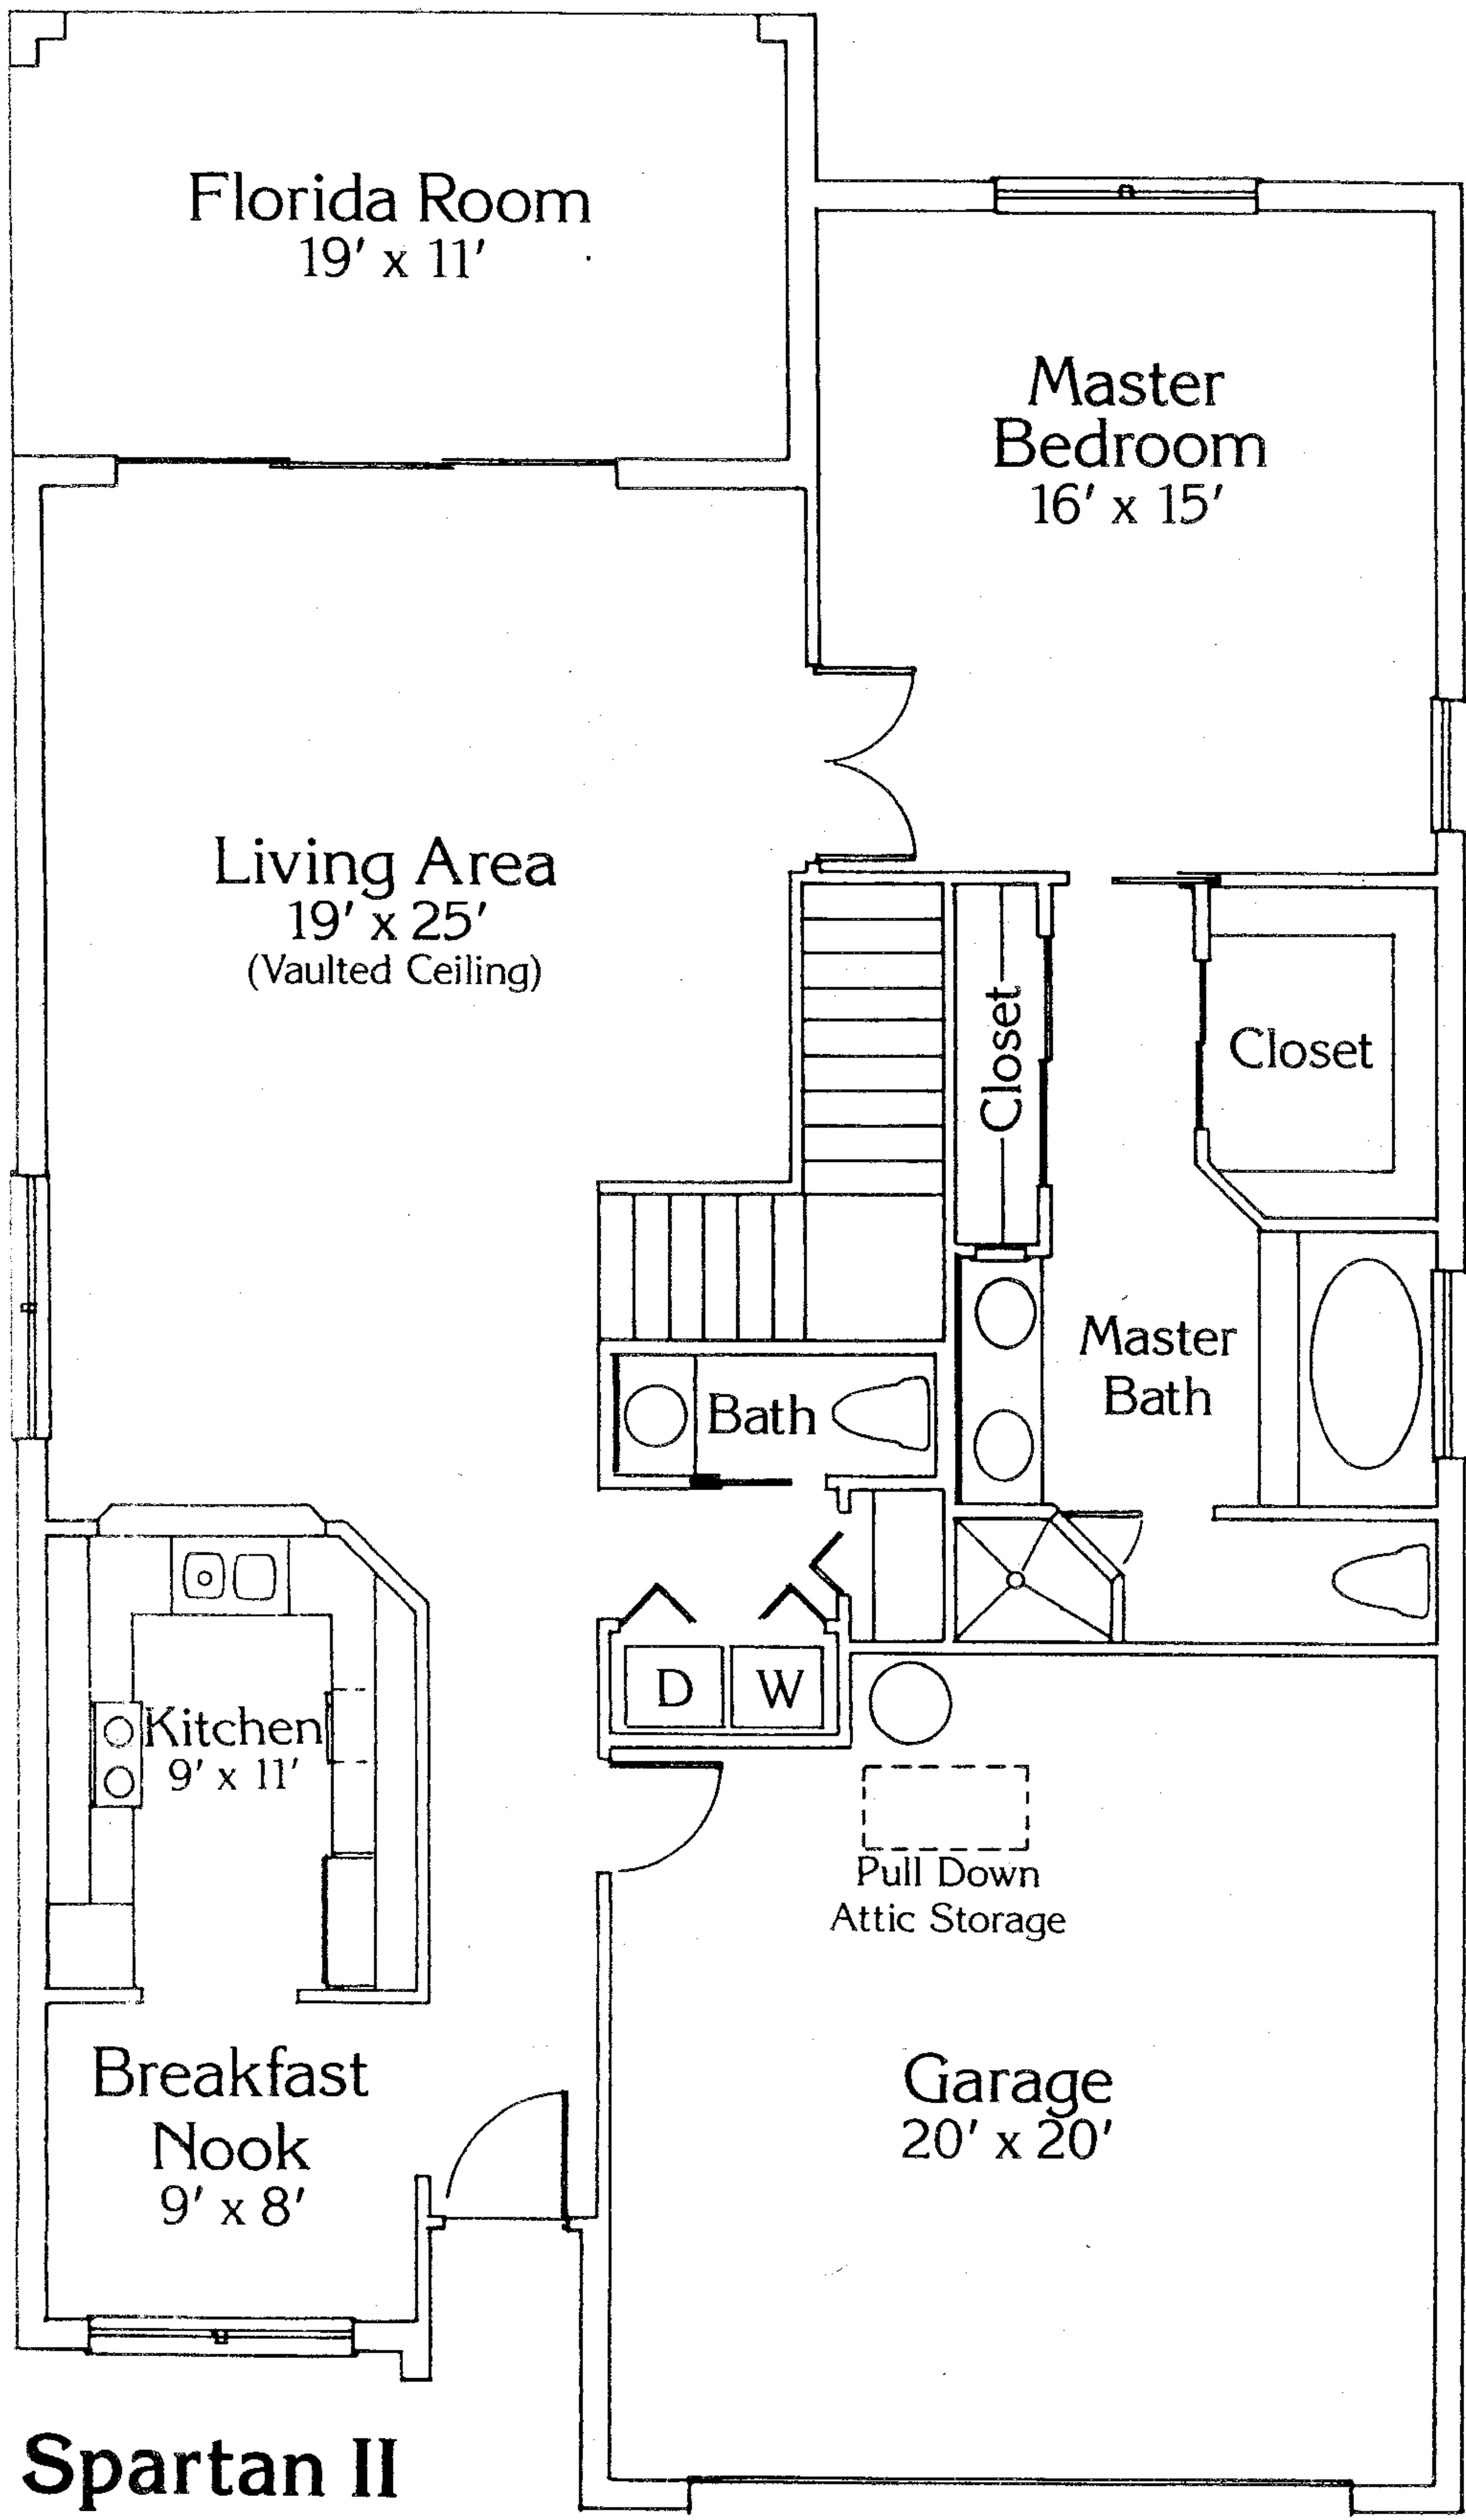 Florida Room
19' x 11'
Master
Bedroom
16' x 15'
Living Area
19' x 25'
(Vaulted Ceiling)
Closet
Closet
Master
Bath
Bath
D
W
Kitchen
9' x 11'
Pull Down
Attic Storage
Breakfast
Nook
9' x 8'
Garage
20' x 20'
Spartan II